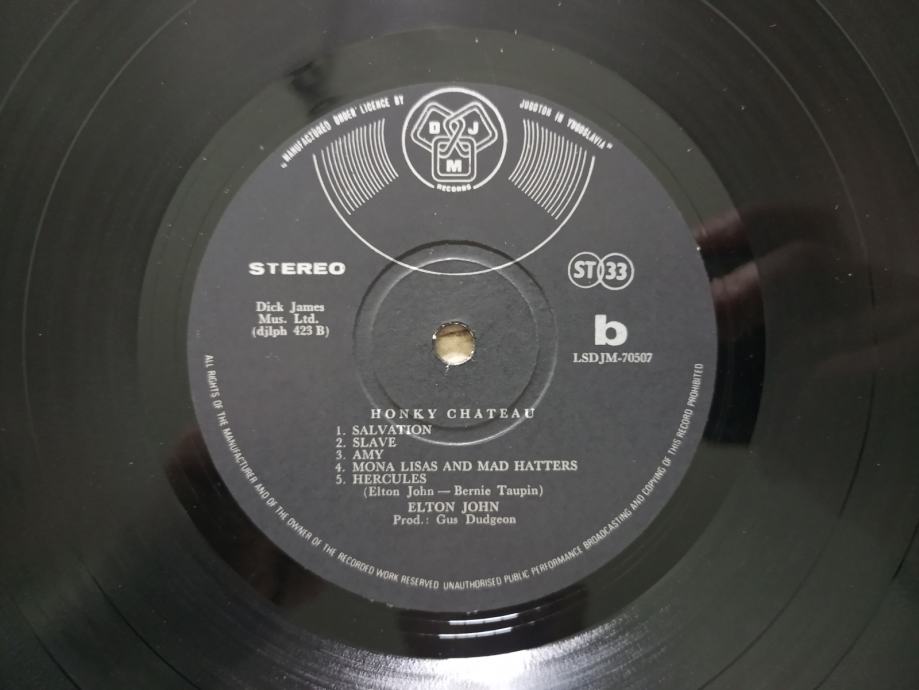 "MANUFACTURED UNDER LICENCE BY JUGOTON IN YUGOSLAVIA"
D J
M
RECORDS
STEREO
ST 33
Dick James
Mus. Ltd.
(djlph 423 B)
b
LSDJM-70507
HONKY CHATEAU
1. SALVATION
2. SLAVE
3. AMY
4. MONA LISAS AND MAD HATTERS
5. HERCULES
(Elton John — Bernie Taupin)
ELTON JOHN
Prod.: Gus Dudgeon
ALL RIGHTS OF THE MANUFACTURER AND OF THE OWNER OF THE RECORDED WORK RESERVED UNAUTHORISED PUBLIC PERFORMANCE BROADCASTING AND COPYING OF THIS RECORD PROHIBITED